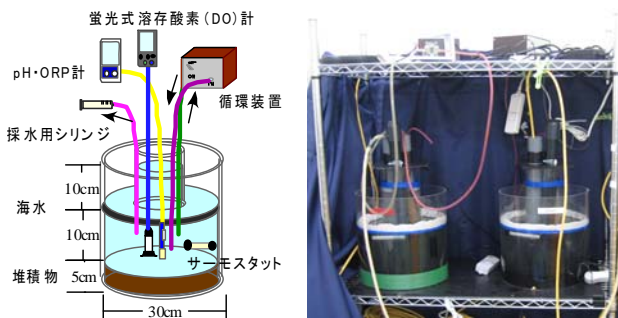 蛍光式溶存酸素(DO)計
pH・ORP計
循環装置
採水用シリンジ
10cm
海水
10cm
サーモスタット
堆積物
5cm
30cm